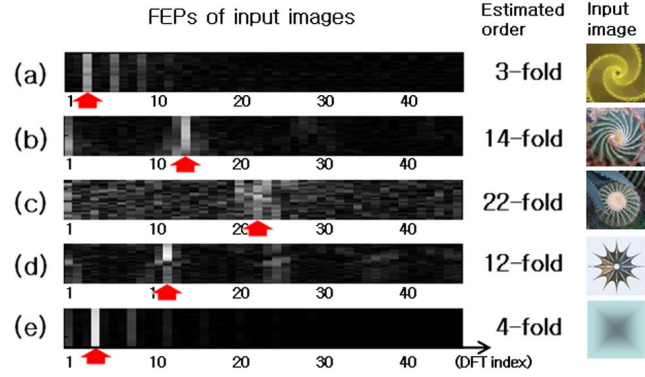 FEPs of input images
Estimated order
Input image
(a)
3-fold
1 10 20 30 40
(b)
14-fold
1 10 20 30 40
(c)
22-fold
1 10 20 30 40
(d)
12-fold
1 10 20 30 40
(e)
4-fold
1 10 20 30 40 (DFT index)